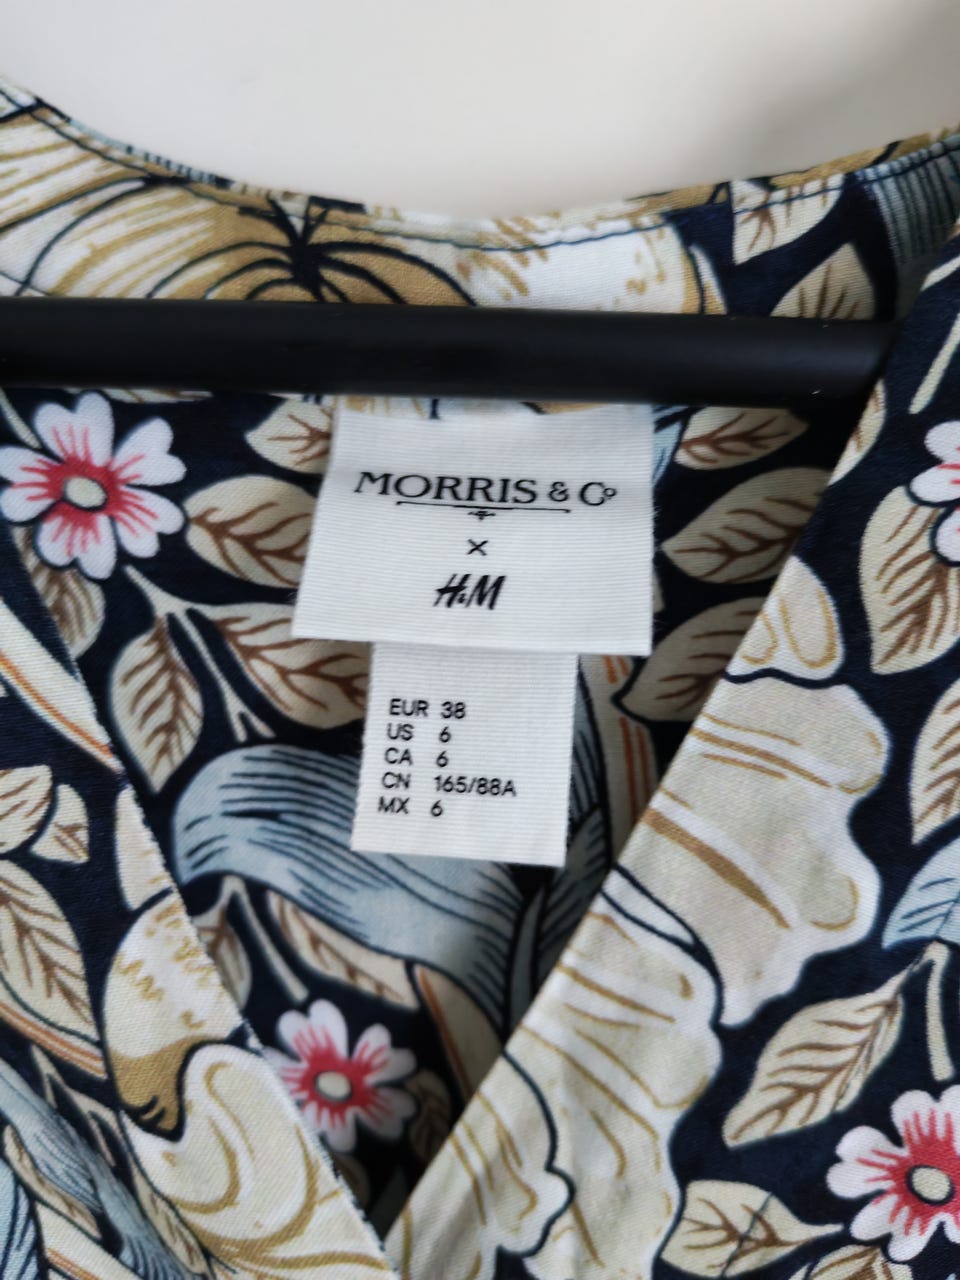 MORRIS & Co
×
H&M
EUR 38
US 6
CA 6
CN 165/88A
MX 6